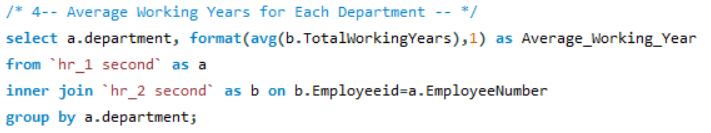 /* 4-- Average Working Years for Each Department -- */
select a.department, format(avg(b.TotalWorkingYears),1) as Average_Working_Year
from `hr_1 second` as a
inner join `hr_2 second` as b on b.Employeeid=a.EmployeeNumber
group by a.department;